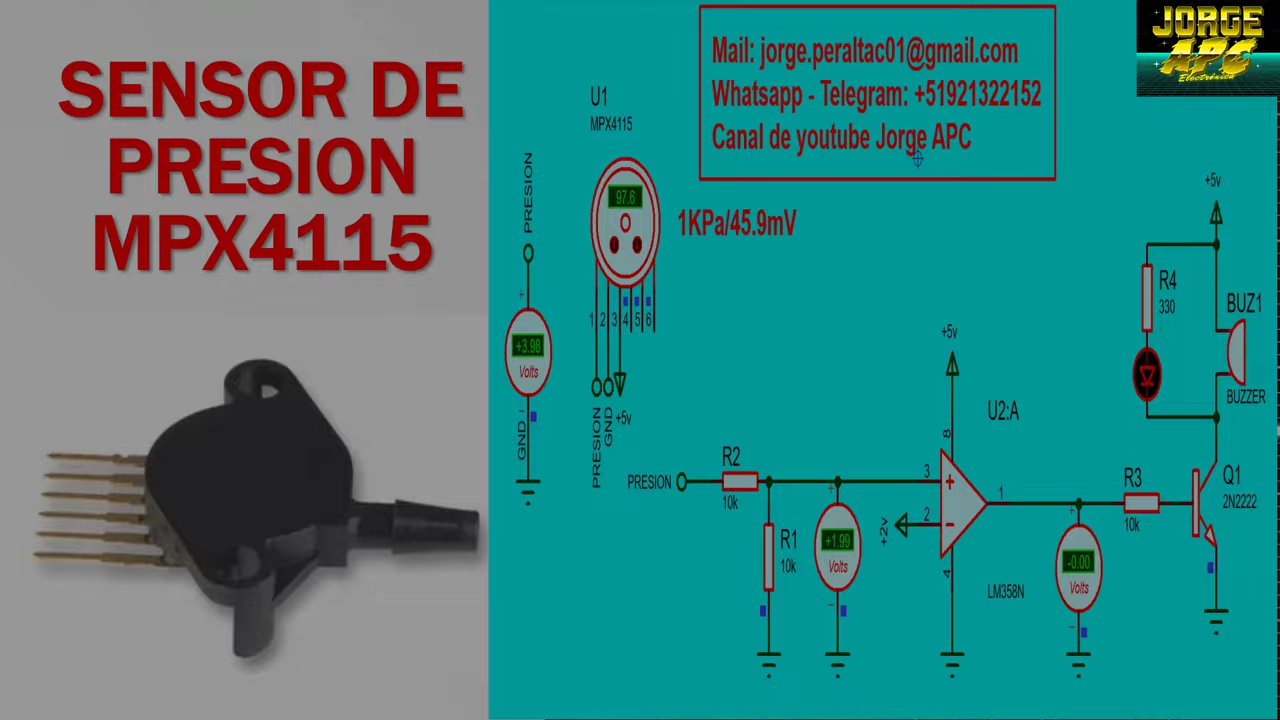 SENSOR DE
PRESION
MPX4115
Mail: jorge.peraltac01@gmail.com
Whatsapp - Telegram: +51921322152
Canal de youtube Jorge APC
JORGE
APC
Electrónica
U1
MPX4115
97.6
1KPa/45.9mV
1 2 3 4 5 6
PRESION
GND
+5v
PRESION
+
+3.98
Volts
GND
PRESION
R2
10k
R1
10k
+
+1.99
Volts
+5v
U2:A
8
3
2
1
4
+2v
LM358N
+
-0.00
Volts
R3
10k
Q1
2N2222
+5v
R4
330
BUZ1
BUZZER